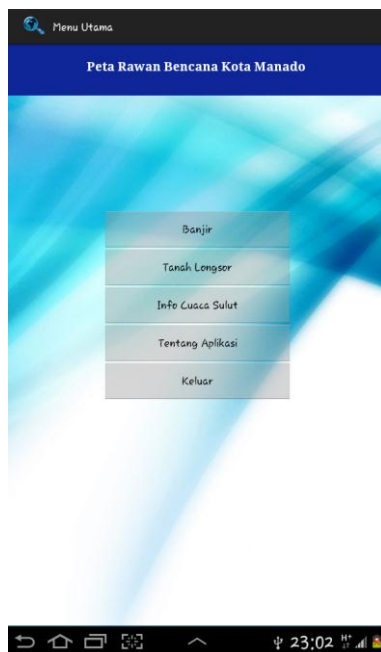 Menu Utama
Peta Rawan Bencana Kota Manado
Banjir
Tanah Longsor
Info Cuaca Sulut
Tentang Aplikasi
Keluar
23:02 H+